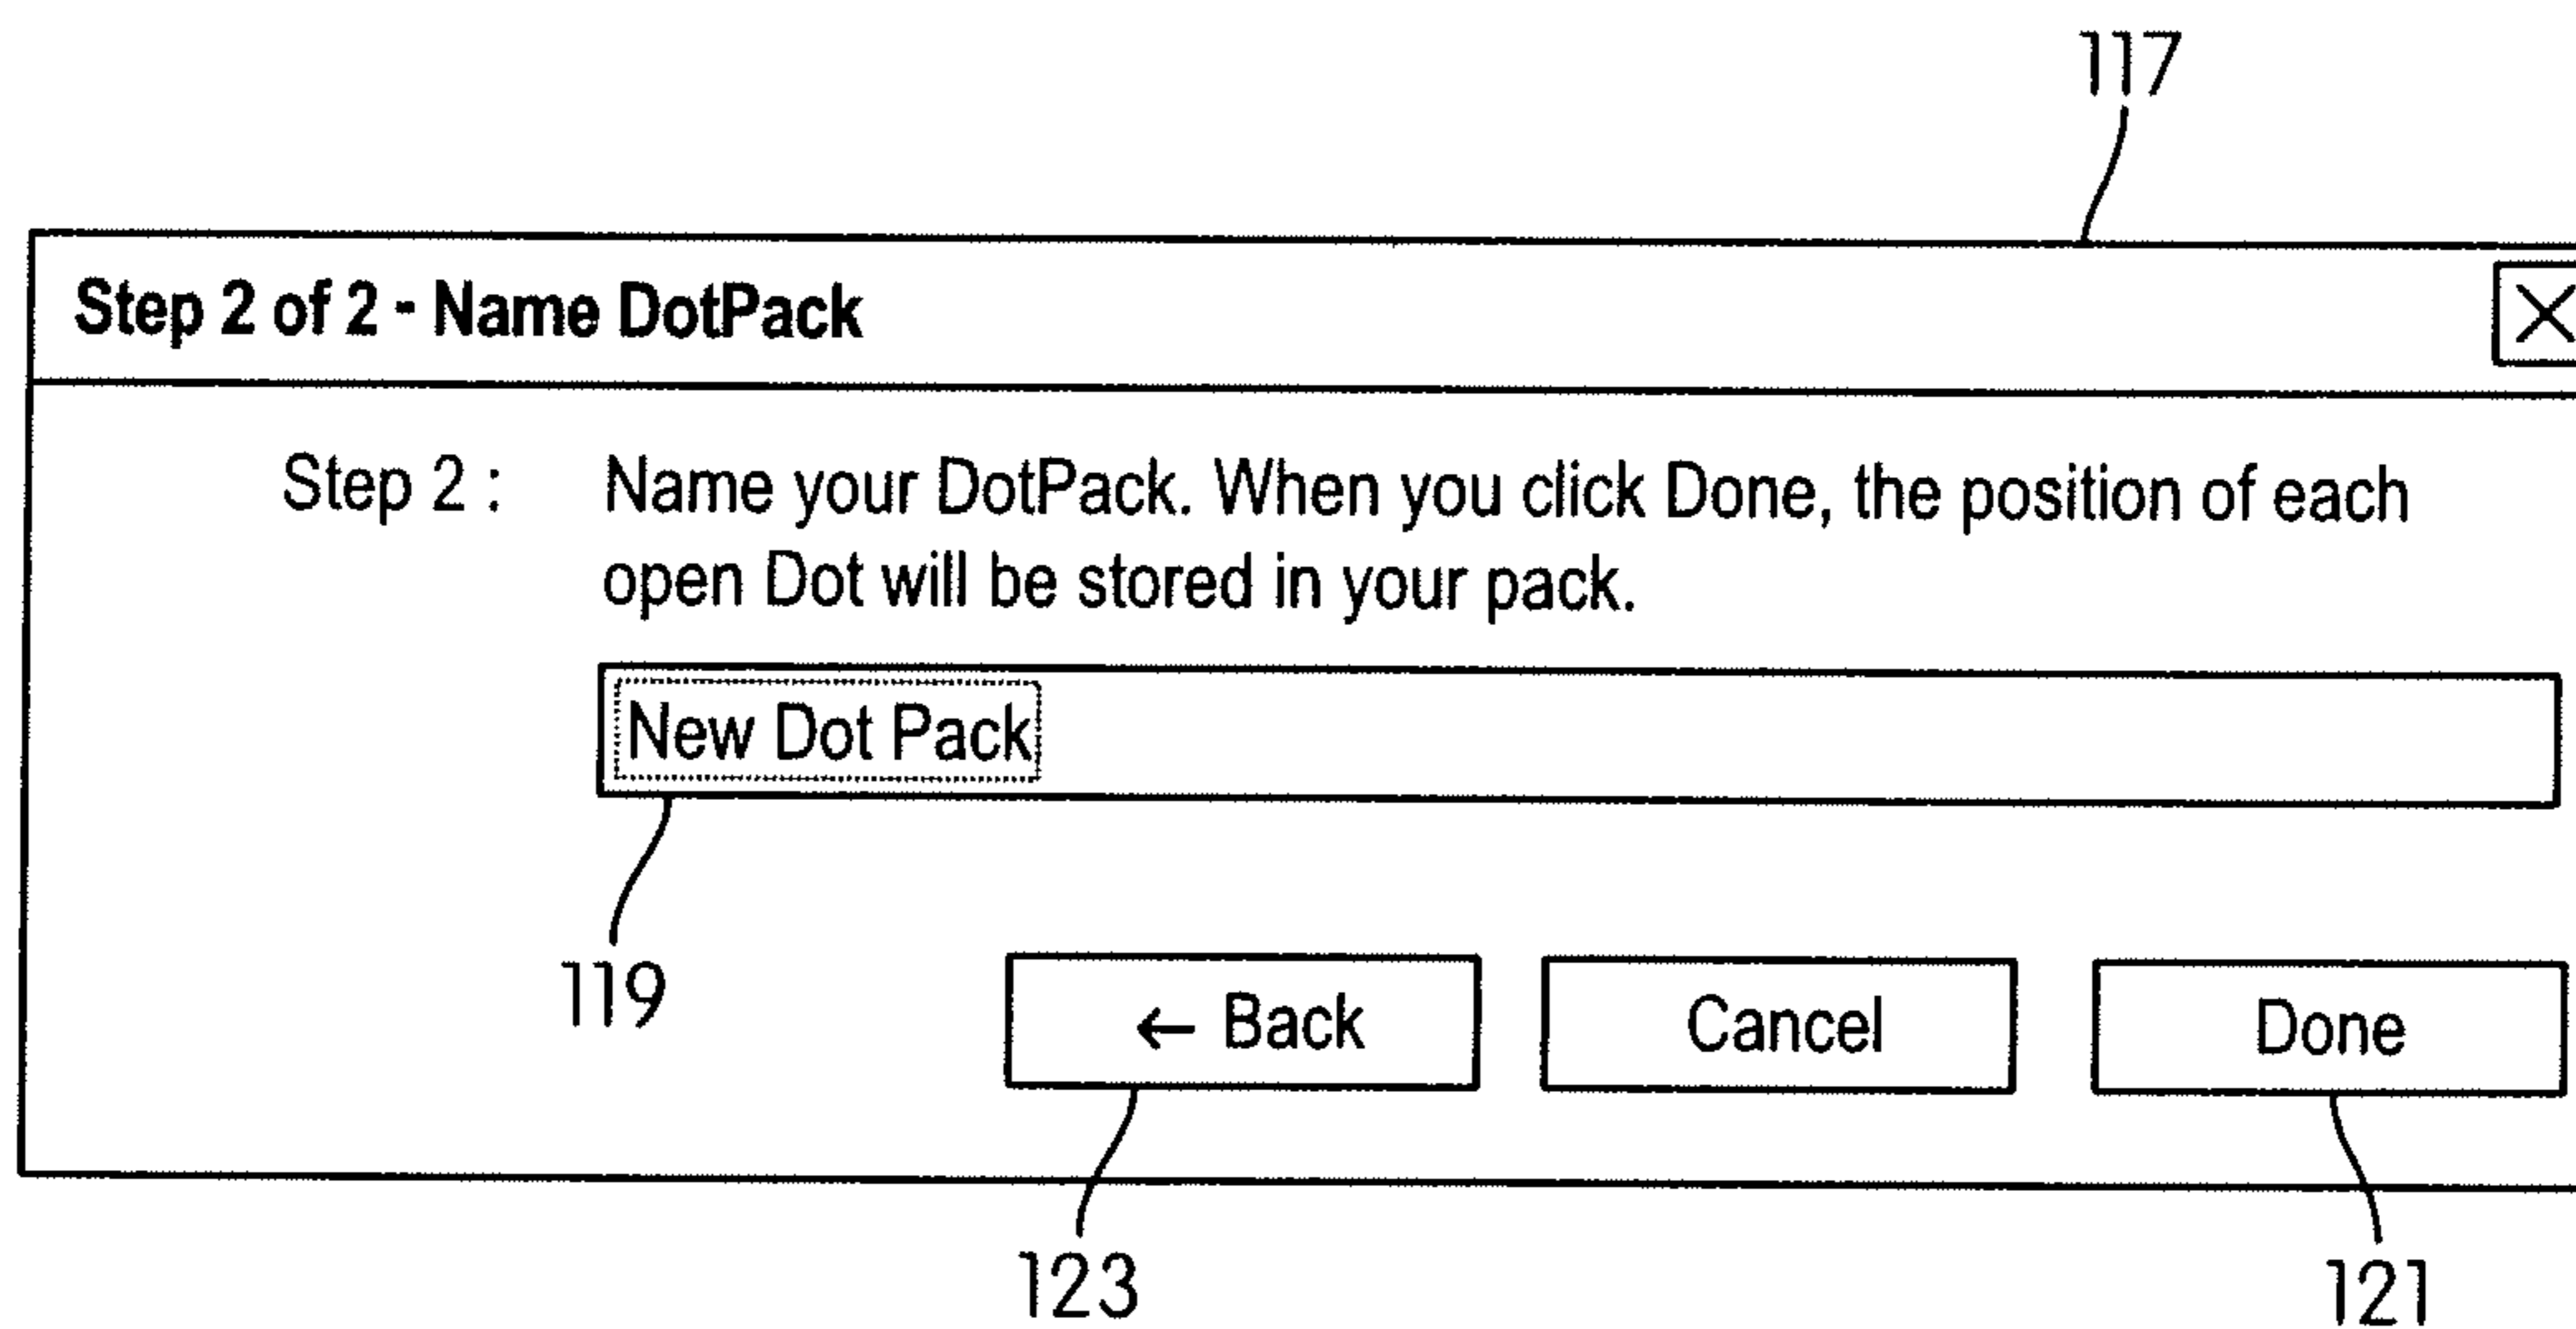 117
Step 2 of 2 - Name DotPack
Step 2 : Name your DotPack. When you click Done, the position of each
open Dot will be stored in your pack.
New Dot Pack
119
← Back Cancel Done
123 121